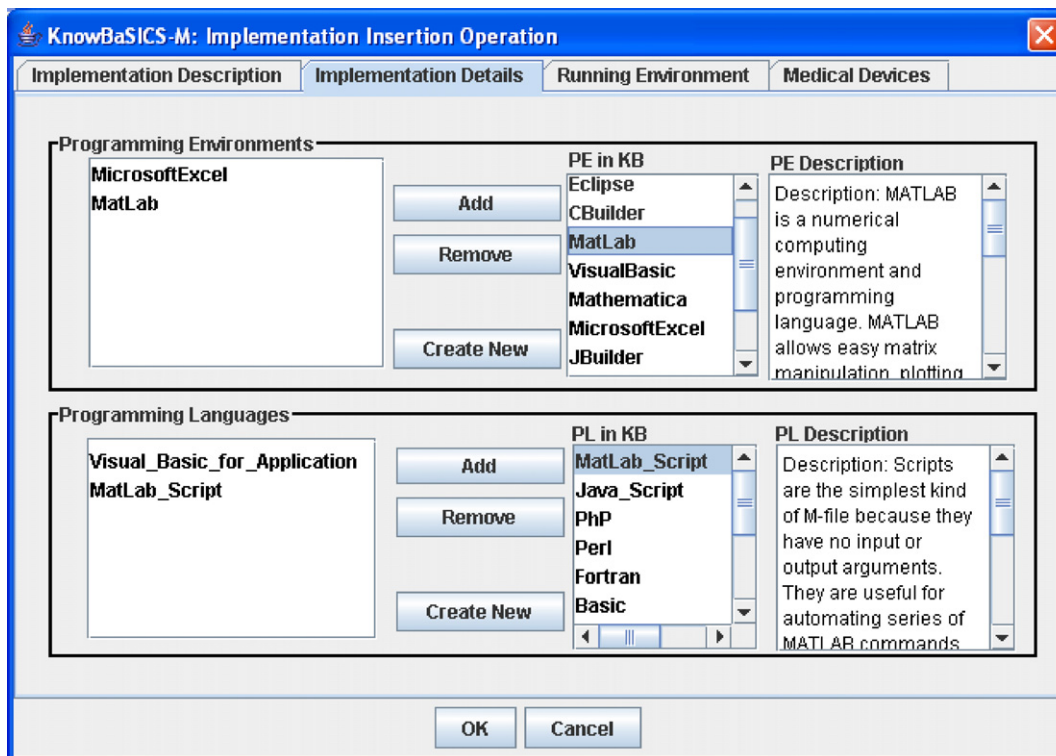 KnowBaSICS-M: Implementation Insertion Operation
Implementation Description
Implementation Details
Running Environment
Medical Devices
Programming Environments
MicrosoftExcel
MatLab
Add
Remove
Create New
PE in KB
Eclipse
CBuilder
MatLab
VisualBasic
Mathematica
MicrosoftExcel
JBuilder
PE Description
Description: MATLAB
is a numerical
computing
environment and
programming
language. MATLAB
allows easy matrix
manipulation, plotting
Programming Languages
Visual_Basic_for_Application
MatLab_Script
Add
Remove
Create New
PL in KB
MatLab_Script
Java_Script
PhP
Perl
Fortran
Basic
PL Description
Description: Scripts
are the simplest kind
of M-file because they
have no input or
output arguments.
They are useful for
automating series of
MATLAB commands
OK
Cancel